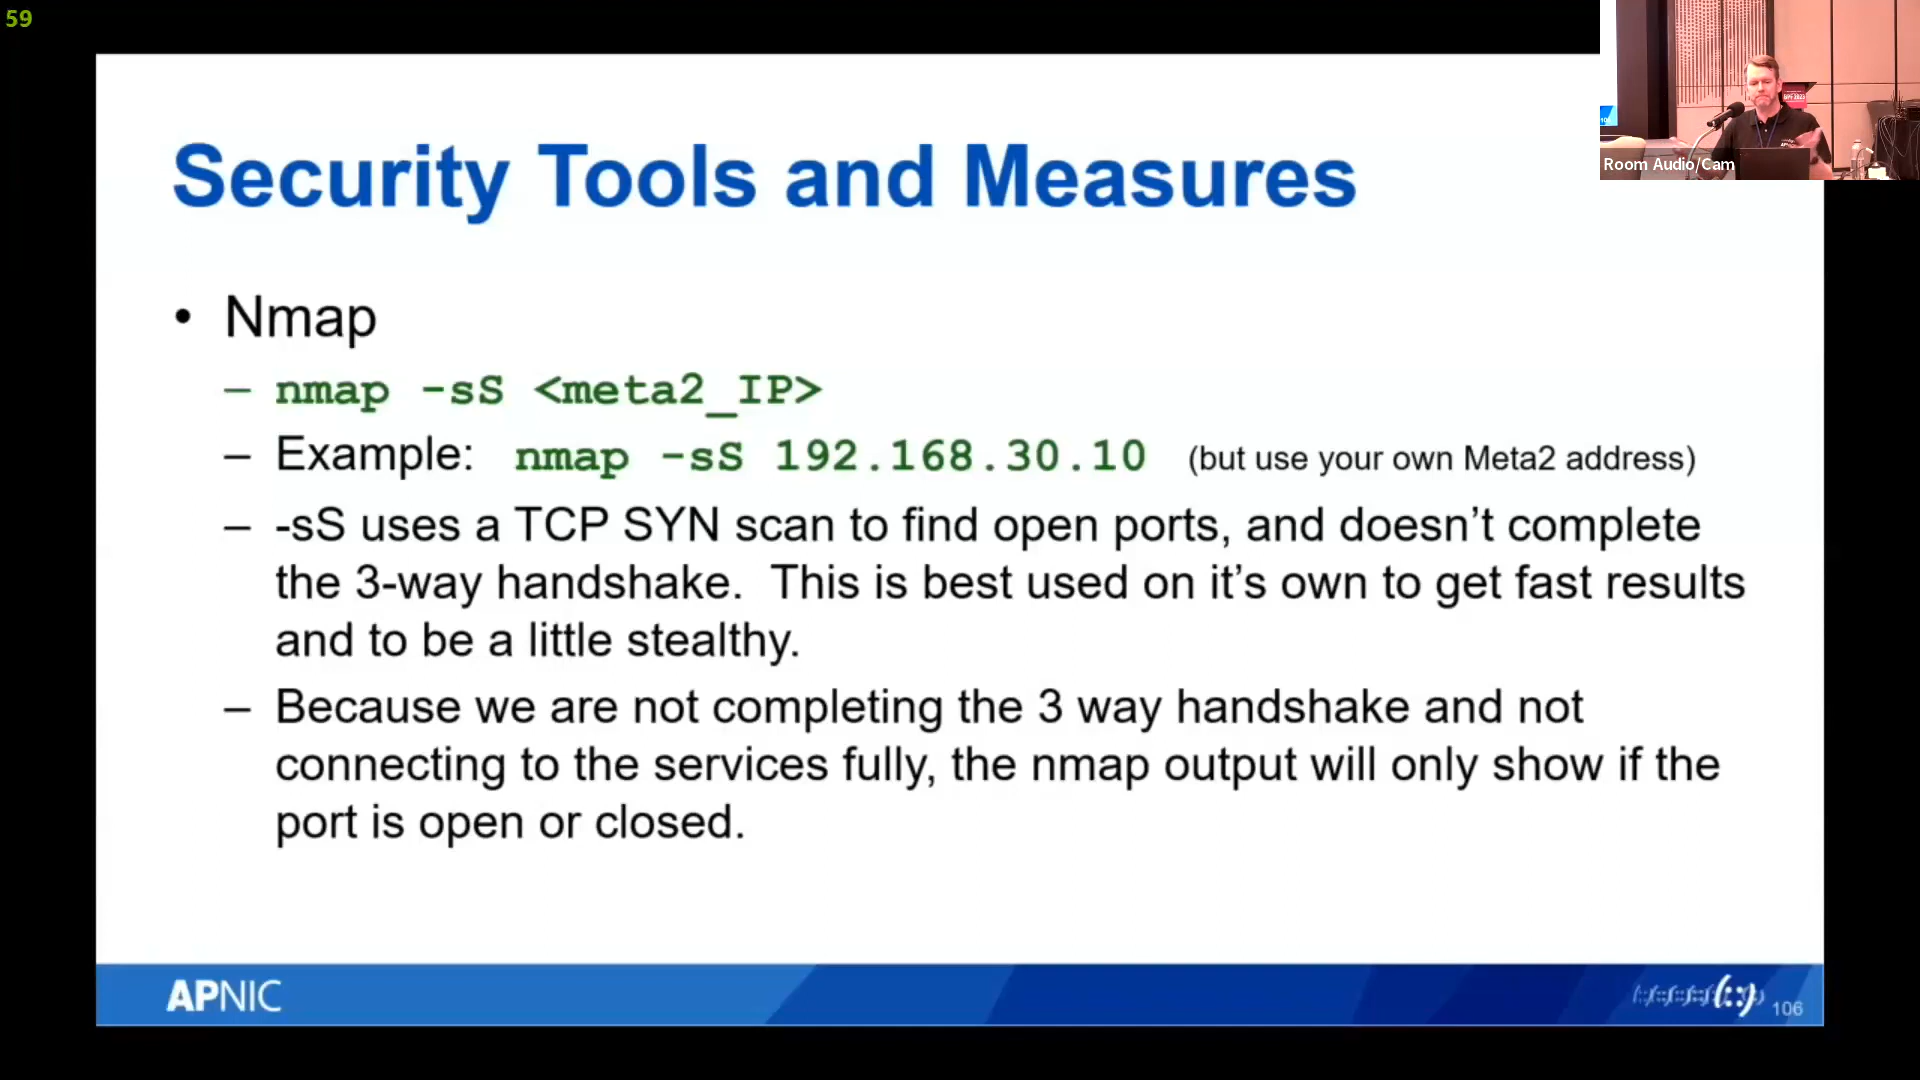 59
Room Audio/Cam
Security Tools and Measures
• Nmap
– nmap -sS <meta2_IP>
– Example: nmap -sS 192.168.30.10 (but use your own Meta2 address)
– -sS uses a TCP SYN scan to find open ports, and doesn’t complete
the 3-way handshake. This is best used on it’s own to get fast results
and to be a little stealthy.
– Because we are not completing the 3 way handshake and not
connecting to the services fully, the nmap output will only show if the
port is open or closed.
APNIC
(::)
106